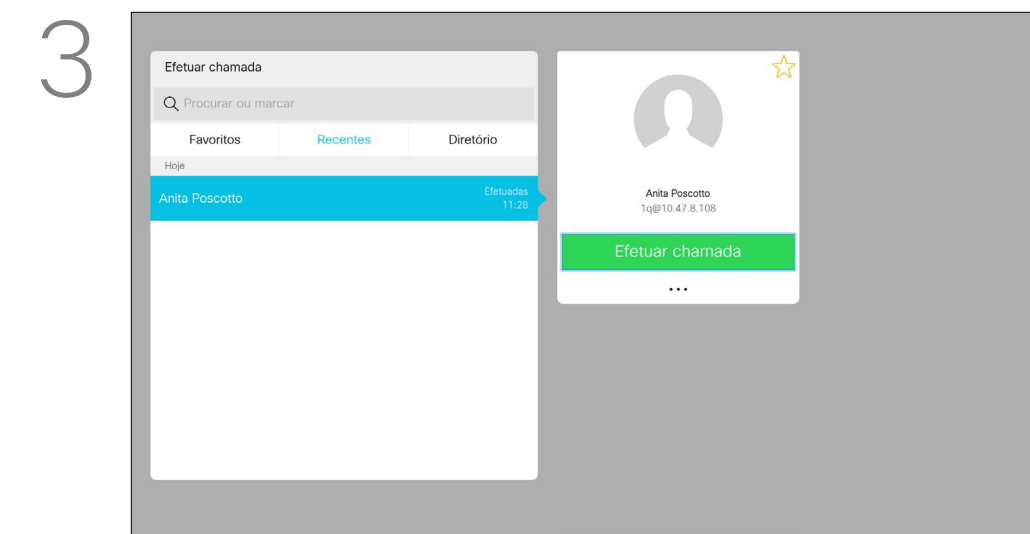 3
Efetuar chamada
Procurar ou marcar
Favoritos Recentes Diretório
Hoje
Anita Poscotto Efetuadas
11:28
Anita Poscotto
1q@10.47.8.108
Efetuar chamada
...